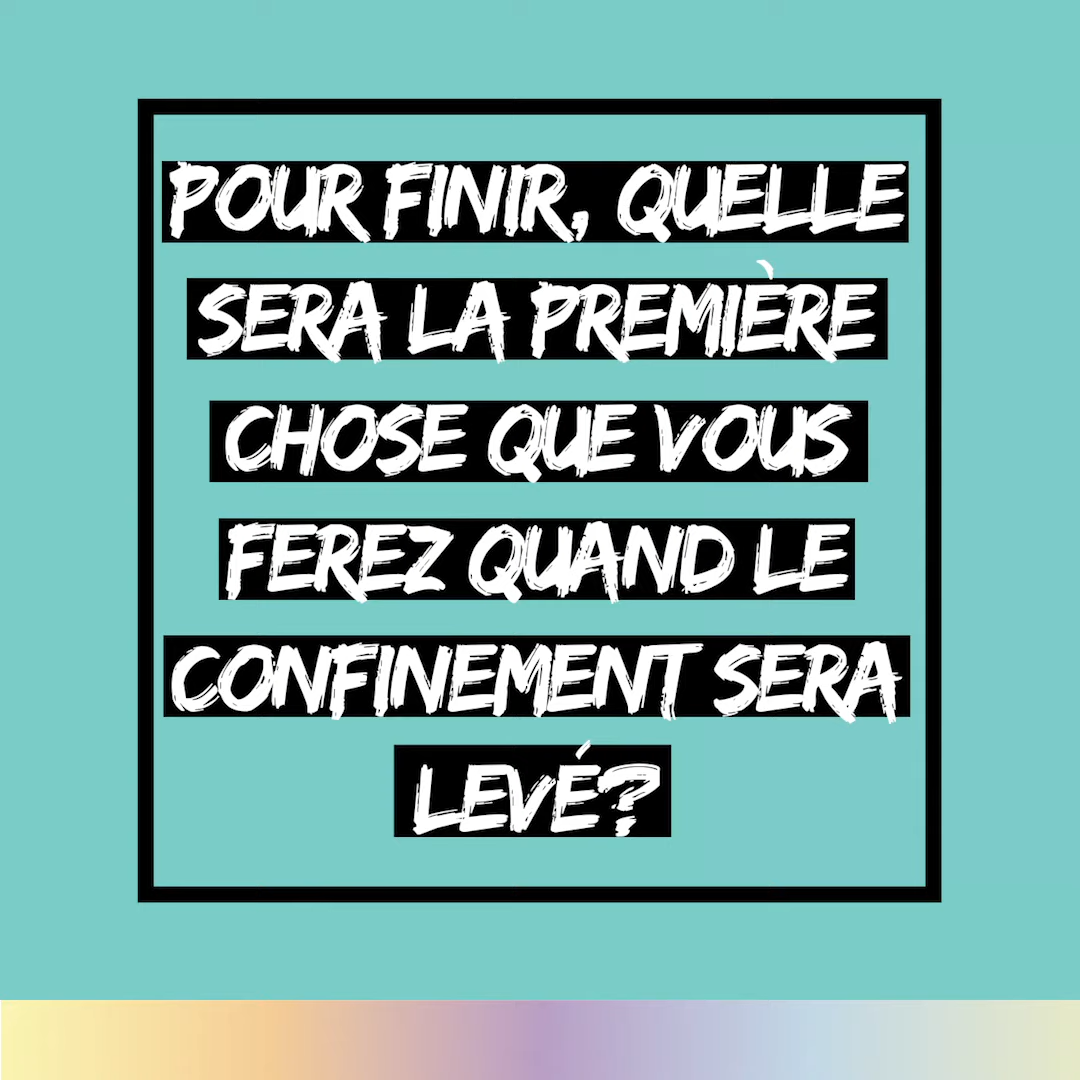 POUR FINIR, QUELLE
SERA LA PREMIÈRE
CHOSE QUE VOUS
FEREZ QUAND LE
CONFINEMENT SERA
LEVÉ?